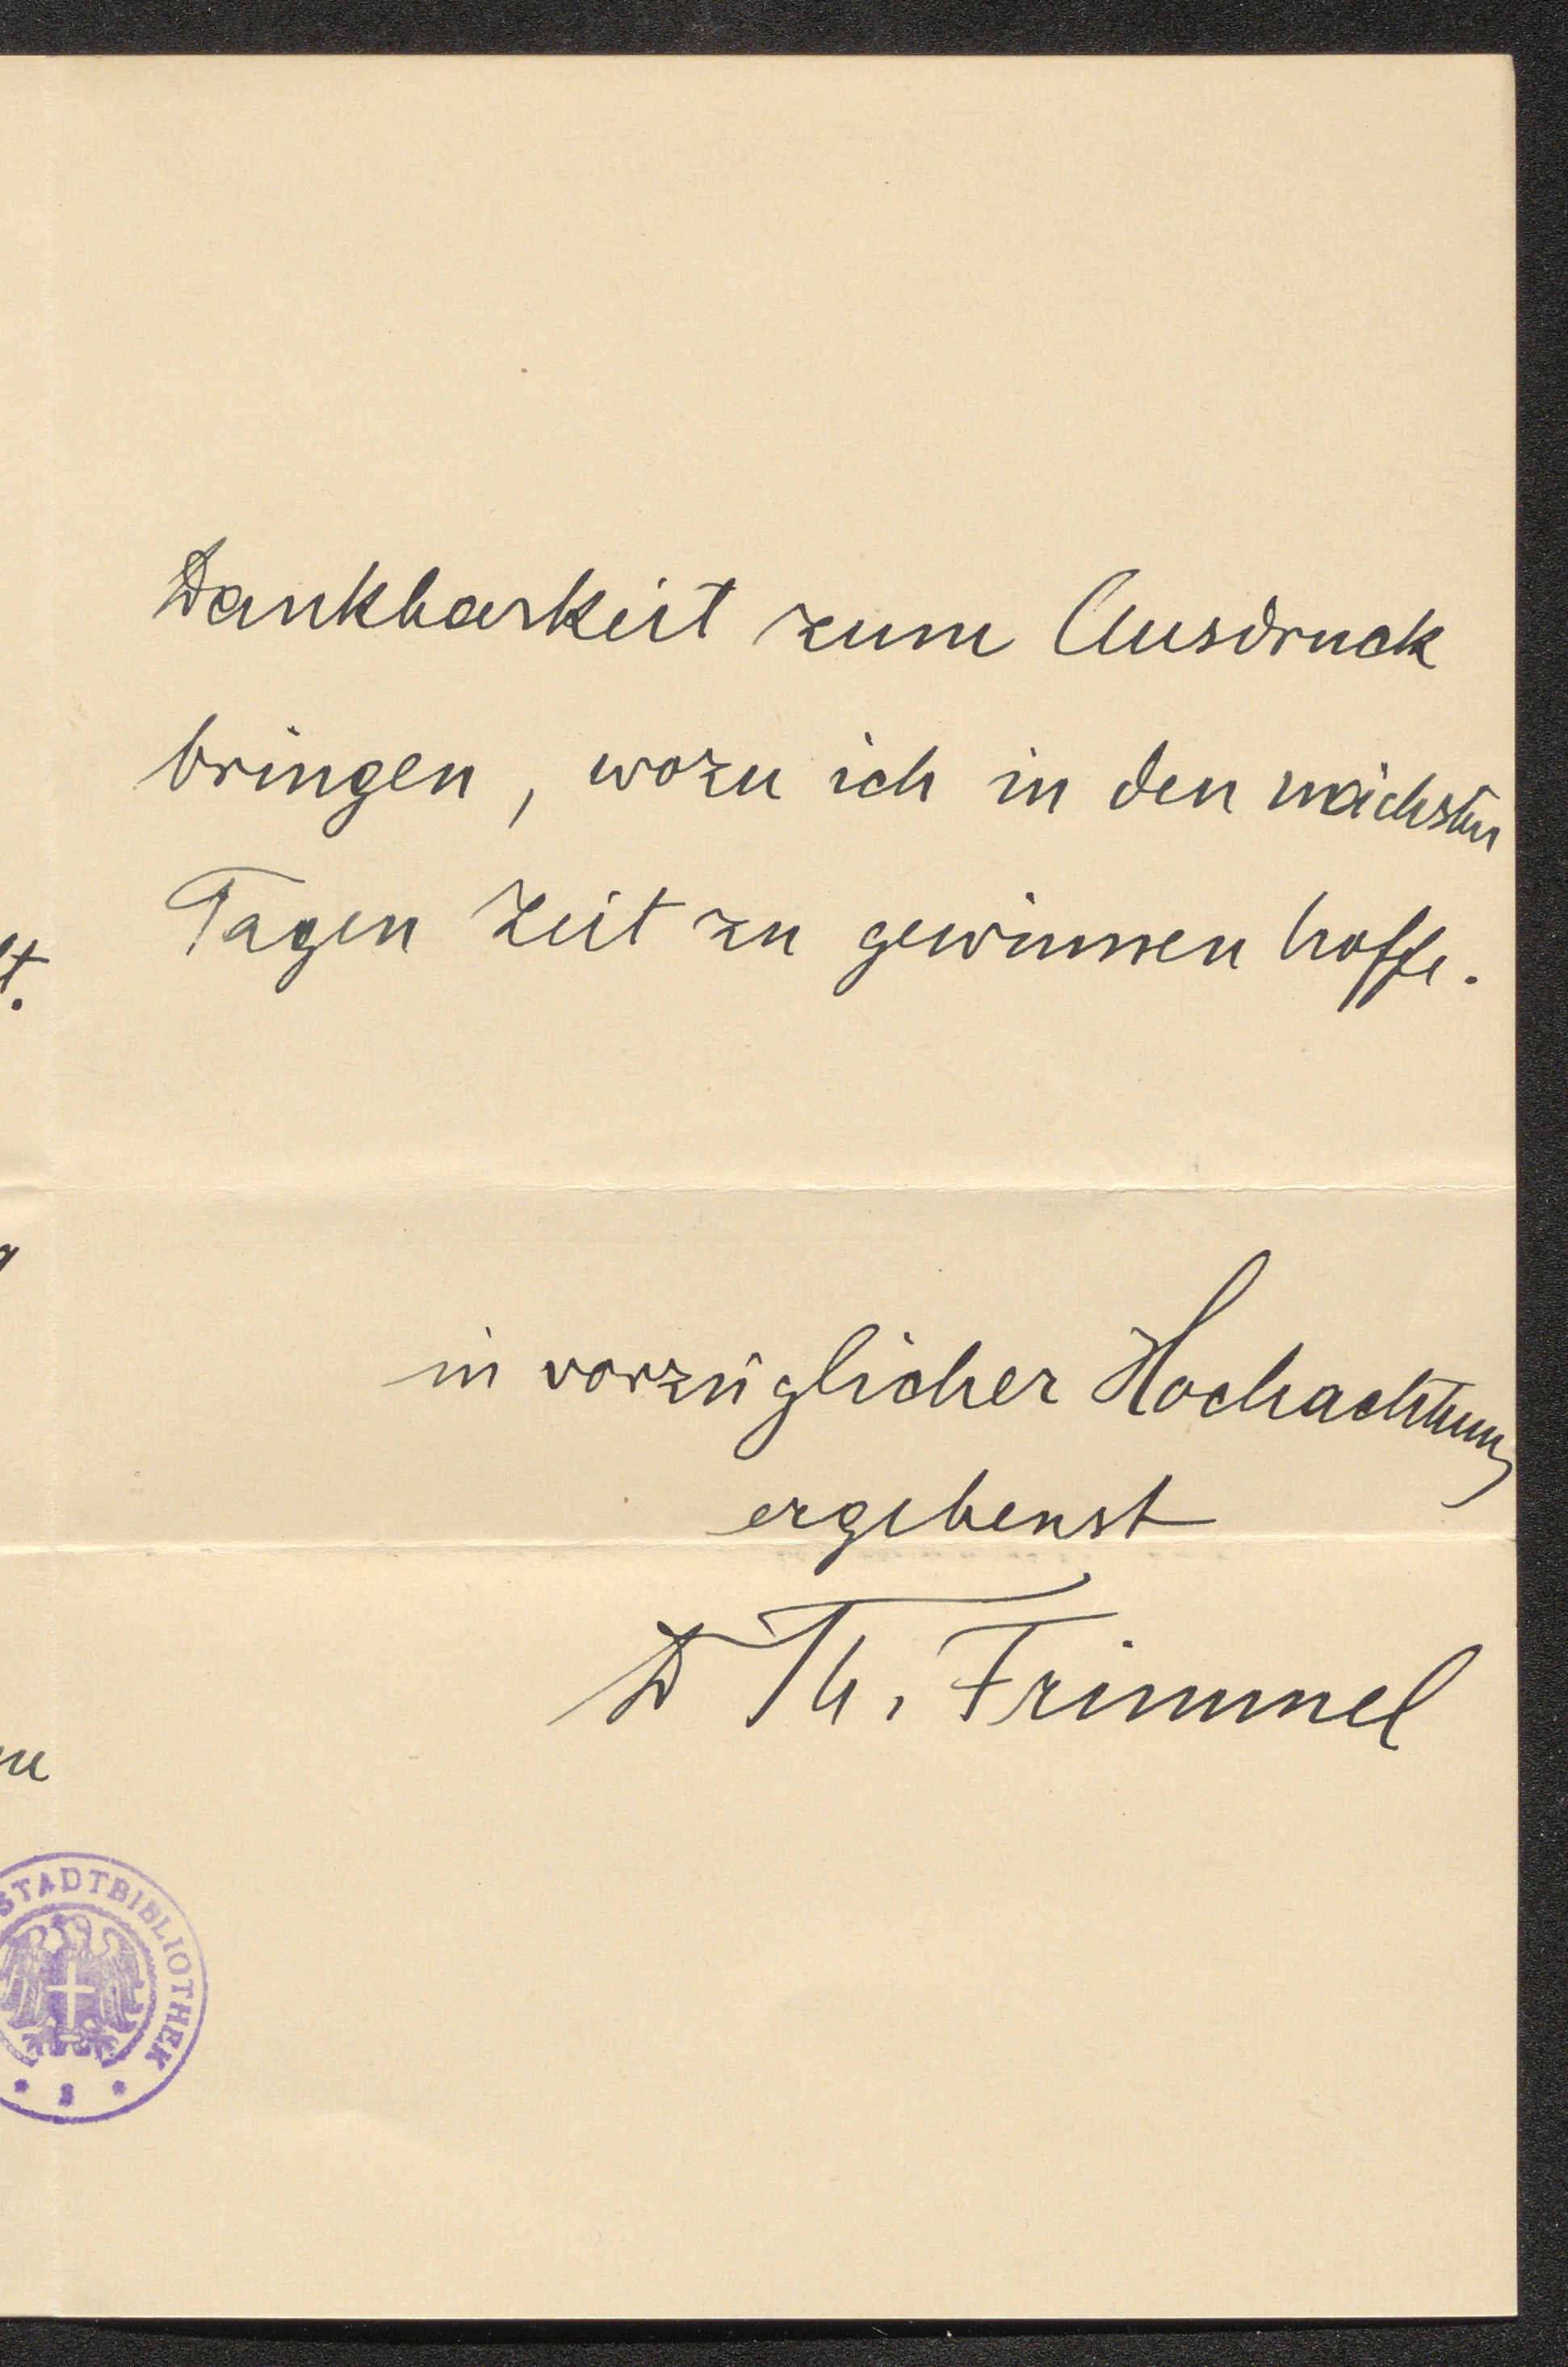 Dankbarkeit zum Ausdruck
bringen, wozu ich in den nächsten
Tagen Zeit zu gewinnen hoffe.
in vorzüglicher Hochachtung
ergebenst
D Th. Frimmel
STADTBIBLIOTHEK